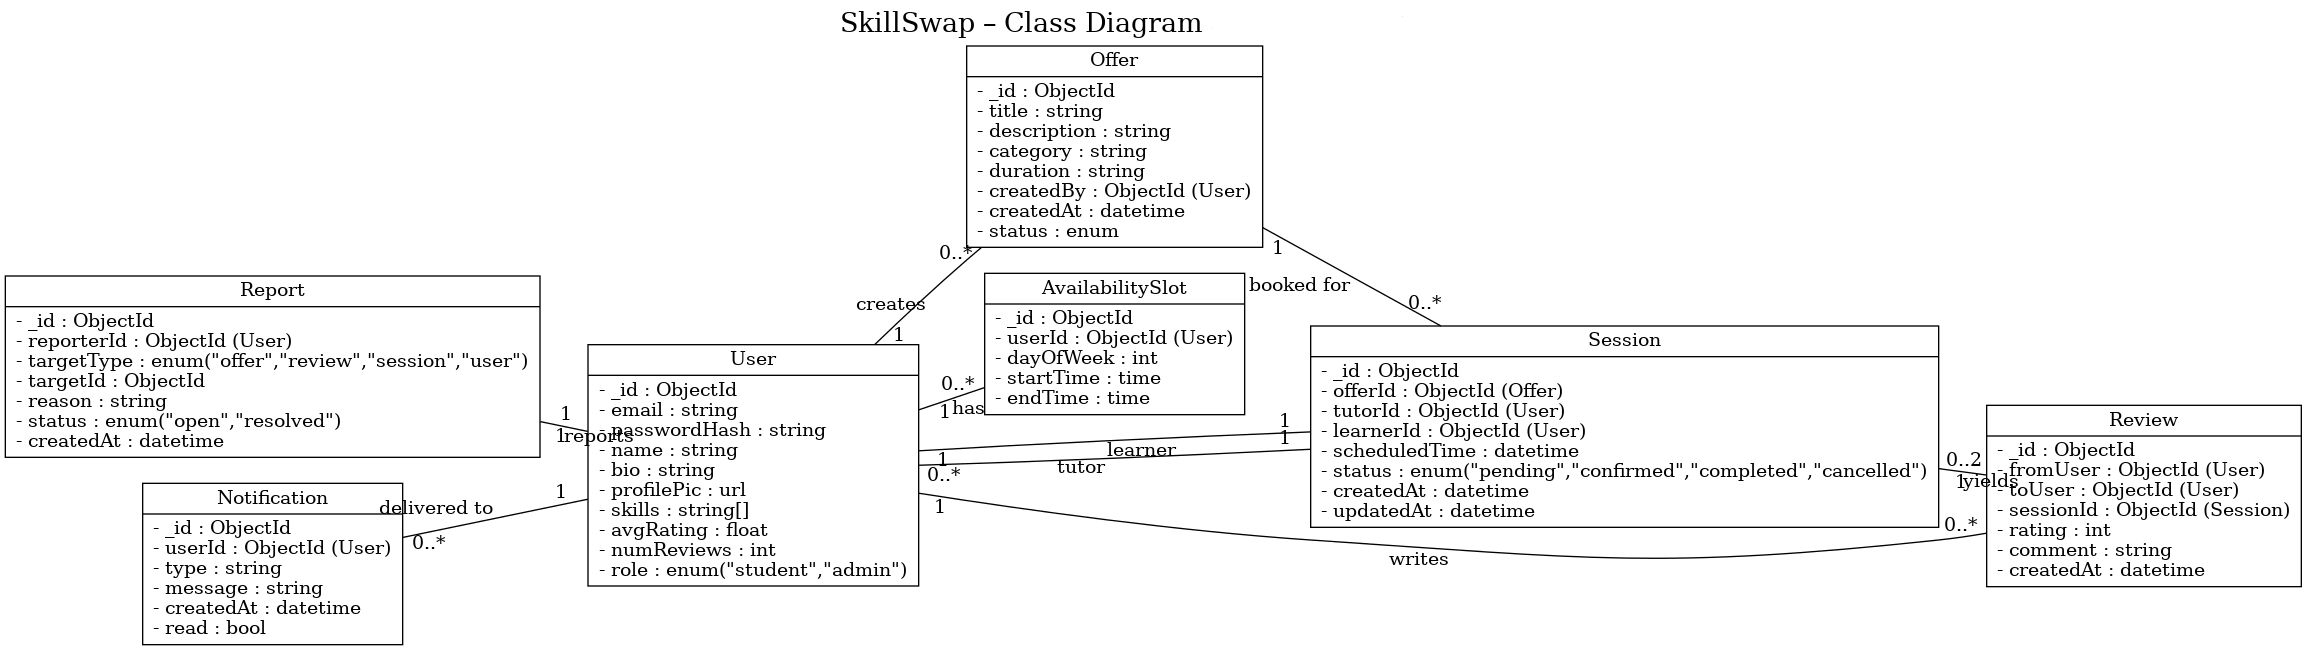 SkillSwap – Class Diagram
Offer
- _id : ObjectId
- title : string
- description : string
- category : string
- duration : string
- createdBy : ObjectId (User)
- createdAt : datetime
- status : enum
0..*
creates
1
1
booked for
0..*
AvailabilitySlot
- _id : ObjectId
- userId : ObjectId (User)
- dayOfWeek : int
- startTime : time
- endTime : time
0..*
has
1
Report
- _id : ObjectId
- reporterId : ObjectId (User)
- targetType : enum("offer","review","session","user")
- targetId : ObjectId
- reason : string
- status : enum("open","resolved")
- createdAt : datetime
1
1
reports
User
- _id : ObjectId
- email : string
- passwordHash : string
- name : string
- bio : string
- profilePic : url
- skills : string[]
- avgRating : float
- numReviews : int
- role : enum("student","admin")
Session
- _id : ObjectId
- offerId : ObjectId (Offer)
- tutorId : ObjectId (User)
- learnerId : ObjectId (User)
- scheduledTime : datetime
- status : enum("pending","confirmed","completed","cancelled")
- createdAt : datetime
- updatedAt : datetime
1
1
learner
1
tutor
0..*
1
writes
0..*
Review
- _id : ObjectId
- fromUser : ObjectId (User)
- toUser : ObjectId (User)
- sessionId : ObjectId (Session)
- rating : int
- comment : string
- createdAt : datetime
0..2
1
yields
Notification
- _id : ObjectId
- userId : ObjectId (User)
- type : string
- message : string
- createdAt : datetime
- read : bool
1
delivered to
0..*